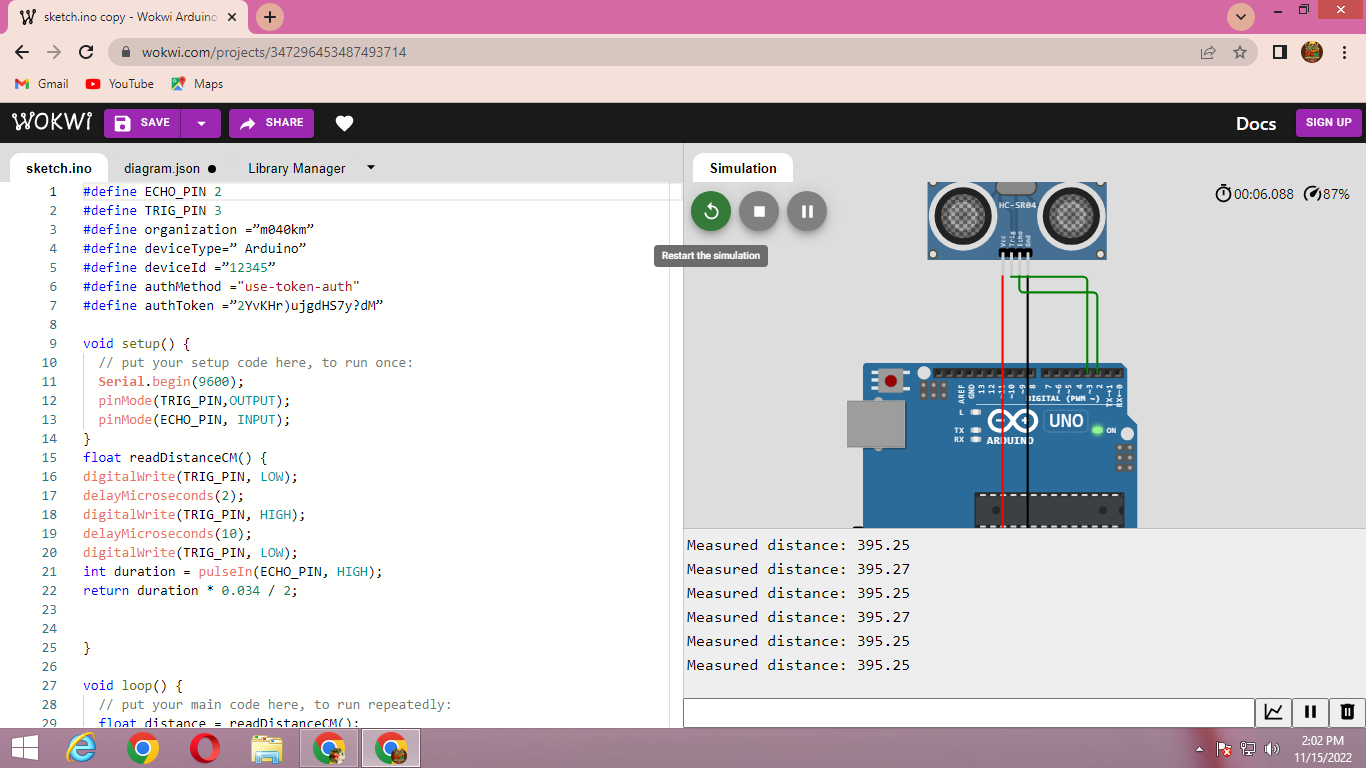 sketch.ino copy - Wokwi Arduino
wokwi.com/projects/347296453487493714
Gmail
YouTube
Maps
WOKWI
SAVE
SHARE
Docs
SIGN UP
sketch.ino
diagram.json
Library Manager
1 #define ECHO_PIN 2
2 #define TRIG_PIN 3
3 #define organization =”m040km”
4 #define deviceType=” Arduino”
5 #define deviceId =”12345”
6 #define authMethod ="use-token-auth"
7 #define authToken =”2YvKHr)ujgdHS7y?dM”
8
9 void setup() {
10 // put your setup code here, to run once:
11 Serial.begin(9600);
12 pinMode(TRIG_PIN,OUTPUT);
13 pinMode(ECHO_PIN, INPUT);
14 }
15 float readDistanceCM() {
16 digitalWrite(TRIG_PIN, LOW);
17 delayMicroseconds(2);
18 digitalWrite(TRIG_PIN, HIGH);
19 delayMicroseconds(10);
20 digitalWrite(TRIG_PIN, LOW);
21 int duration = pulseIn(ECHO_PIN, HIGH);
22 return duration * 0.034 / 2;
23
24
25 }
26
27 void loop() {
28 // put your main code here, to run repeatedly:
29 float distance = readDistanceCM();
Simulation
00:06.088 87%
Restart the simulation
HC-SR04
Vcc
Trig
Echo
Gnd
AREF
GND
13
12
~11
~10
~9
8
7
~6
~5
4
~3
2
TX→1
RX←0
DIGITAL (PWM ~)
L
TX
RX
ARDUINO
UNO
ON
Measured distance: 395.25
Measured distance: 395.27
Measured distance: 395.25
Measured distance: 395.27
Measured distance: 395.25
Measured distance: 395.25
2:02 PM
11/15/2022